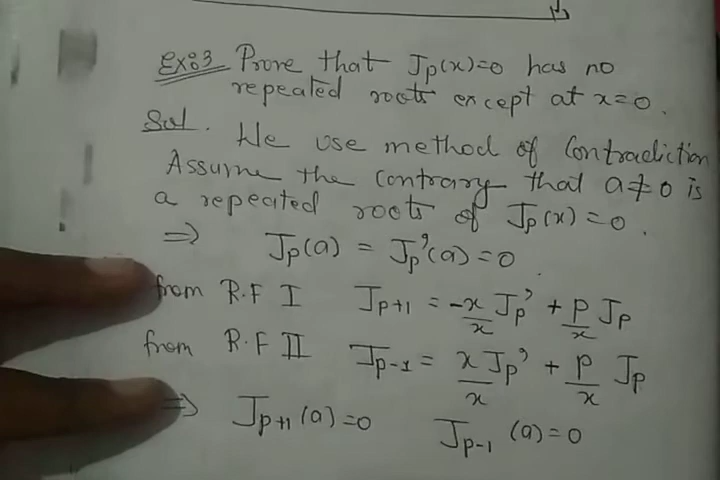 Ex:3 Prove that Jp(x)=0 has no
repeated roots except at x=0.
Sol. We use method of Contradiction
Assume the contrary that a≠0 is
a repeated roots of Jp(x)=0.
⇒ Jp(a) = Jp'(a)=0.
from R.F I Jp+1 = -x/x Jp' + p/x Jp
from R.F II Jp-1 = x/x Jp' + p/x Jp
⇒ Jp+1(a)=0 Jp-1(a)=0